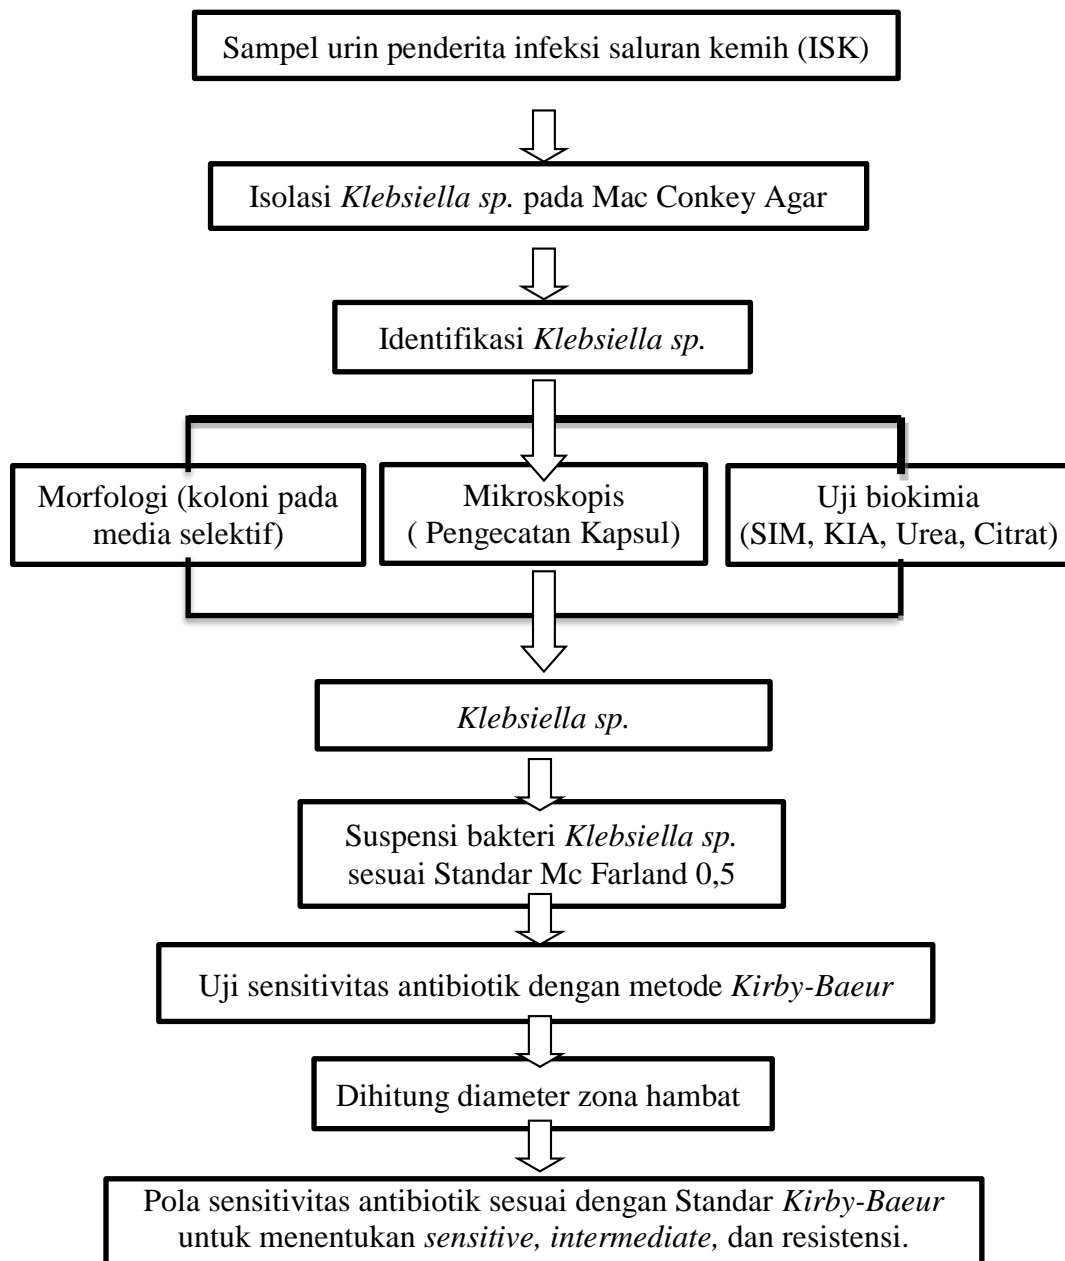 Sampel urin penderita infeksi saluran kemih (ISK)
Isolasi Klebsiella sp. pada Mac Conkey Agar
Identifikasi Klebsiella sp.
Morfologi (koloni pada
media selektif)
Mikroskopis
( Pengecatan Kapsul)
Uji biokimia
(SIM, KIA, Urea, Citrat)
Klebsiella sp.
Suspensi bakteri Klebsiella sp.
sesuai Standar Mc Farland 0,5
Uji sensitivitas antibiotik dengan metode Kirby-Baeur
Dihitung diameter zona hambat
Pola sensitivitas antibiotik sesuai dengan Standar Kirby-Baeur
untuk menentukan sensitive, intermediate, dan resistensi.